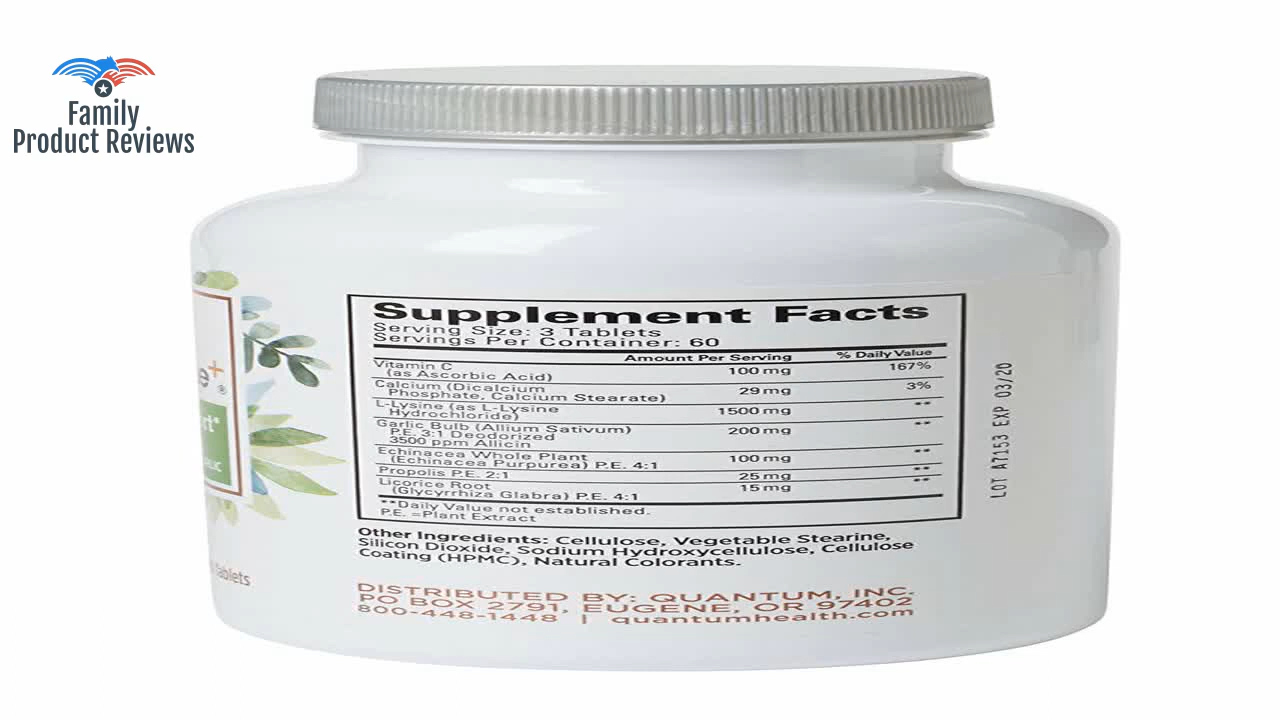 Family
Product Reviews
Supplement Facts
Serving Size: 3 Tablets
Servings Per Container: 60
Amount Per Serving % Daily Value
Vitamin C
(as Ascorbic Acid) 100 mg 167%
Calcium (Dicalcium
Phosphate, Calcium Stearate) 29 mg 3%
L-Lysine (as L-Lysine
Hydrochloride) 1500 mg **
Garlic Bulb (Allium Sativum)
P.E. 3:1 Deodorized
3500 ppm Allicin 200 mg **
Echinacea Whole Plant
(Echinacea Purpurea) P.E. 4:1 100 mg **
Propolis P.E. 2:1 25 mg **
Licorice Root
(Glycyrrhiza Glabra) P.E. 4:1 15 mg **
**Daily Value not established.
P.E. =Plant Extract
Other Ingredients: Cellulose, Vegetable Stearine,
Silicon Dioxide, Sodium Hydroxycellulose, Cellulose
Coating (HPMC), Natural Colorants.
DISTRIBUTED BY: QUANTUM, INC.
PO BOX 2791, EUGENE, OR 97402
800-448-1448 | quantumhealth.com
LOT A7153 EXP 03/20